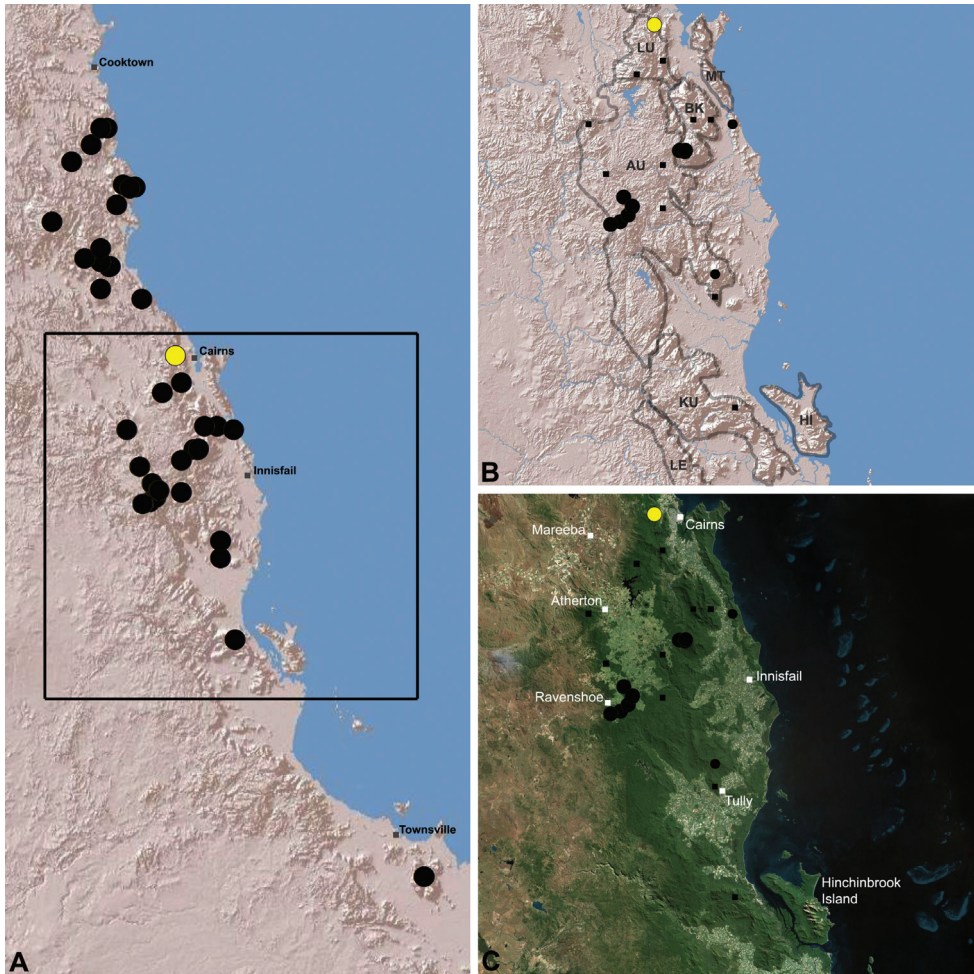 Cooktown
Cairns
Innisfail
Townsville
A
LU
MT
BK
AU
KU
HI
LE
B
Cairns
Mareeba
Atherton
Innisfail
Ravenshoe
Tully
Hinchinbrook
Island
C